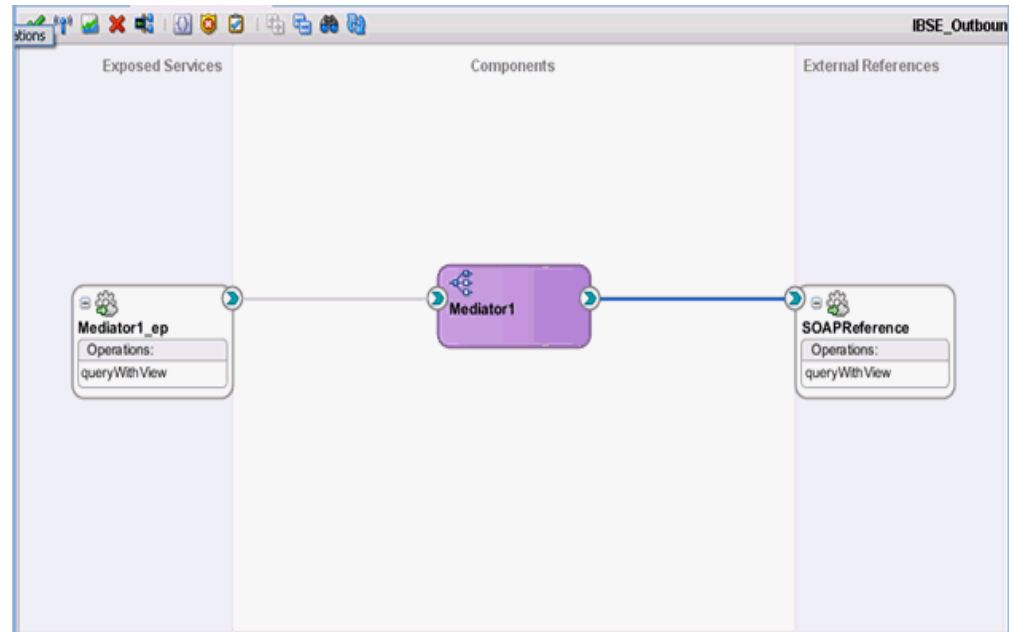 ations
IBSE_Outboun
Exposed Services
Components
External References
Mediator1
Mediator1_ep
Operations:
queryWithView
SOAPReference
Operations:
queryWithView